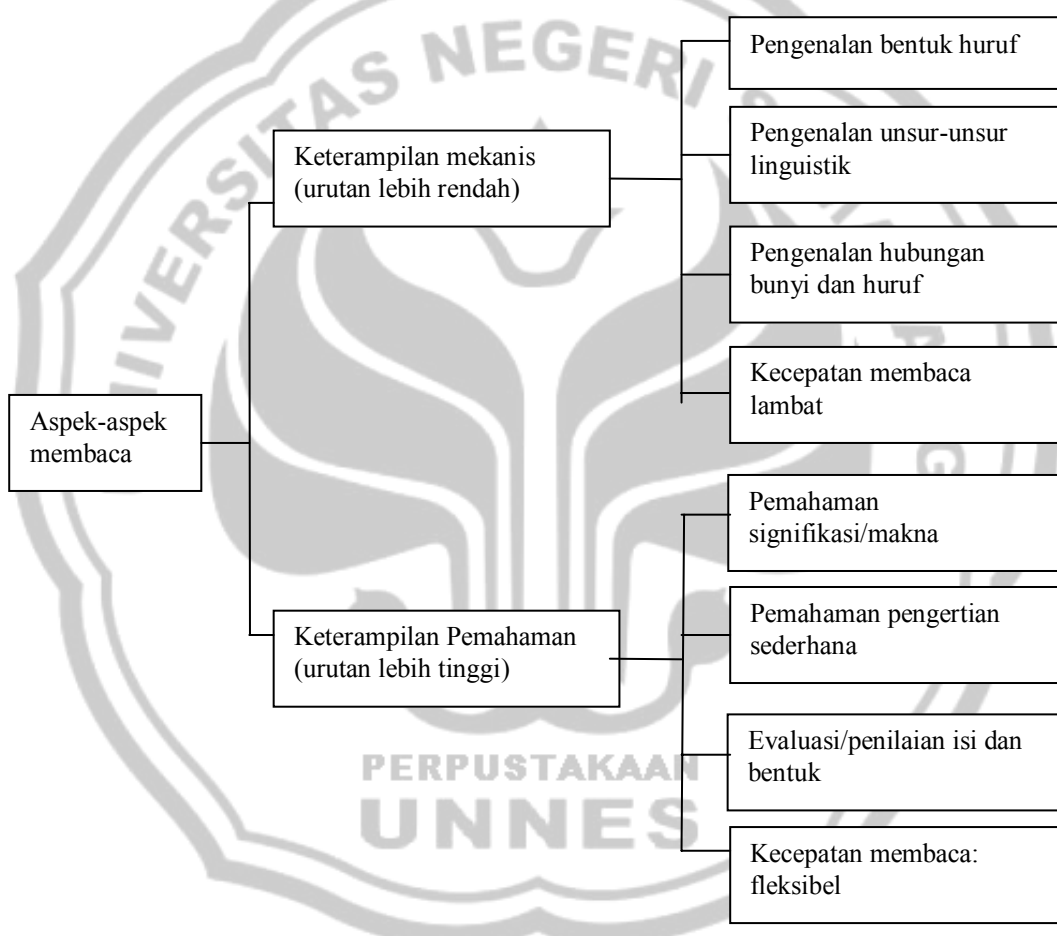 Aspek-aspek
membaca
Keterampilan mekanis
(urutan lebih rendah)
Pengenalan bentuk huruf
Pengenalan unsur-unsur
linguistik
Pengenalan hubungan
bunyi dan huruf
Kecepatan membaca
lambat
Keterampilan Pemahaman
(urutan lebih tinggi)
Pemahaman
signifikasi/makna
Pemahaman pengertian
sederhana
Evaluasi/penilaian isi dan
bentuk
Kecepatan membaca:
fleksibel
NEGERI
PERPUSTAKAAN
UNNES